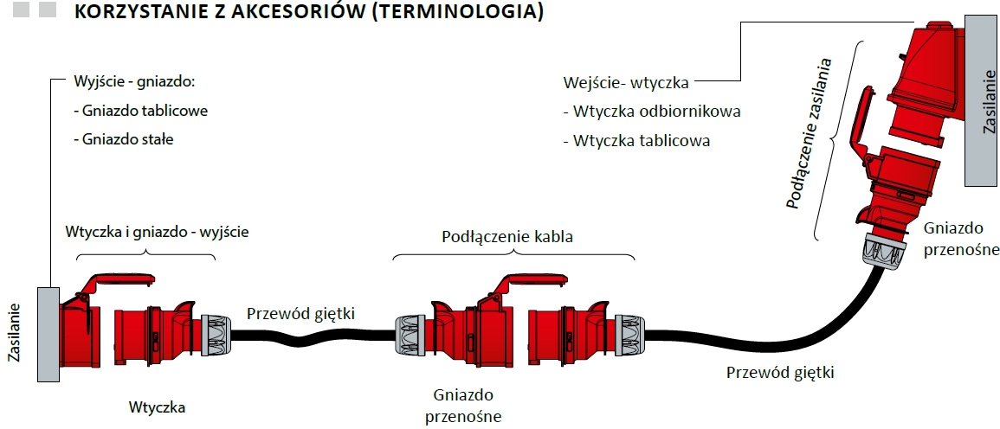 KORZYSTANIE Z AKCESORIÓW (TERMINOLOGIA)
Wyjście - gniazdo:
- Gniazdo tablicowe
- Gniazdo stałe
Wejście- wtyczka
- Wtyczka odbiornikowa
- Wtyczka tablicowa
Podłączenie zasilania
Zasilanie
Wtyczka i gniazdo - wyjście
Podłączenie kabla
Gniazdo
przenośne
Zasilanie
Przewód giętki
Przewód giętki
Wtyczka
Gniazdo
przenośne